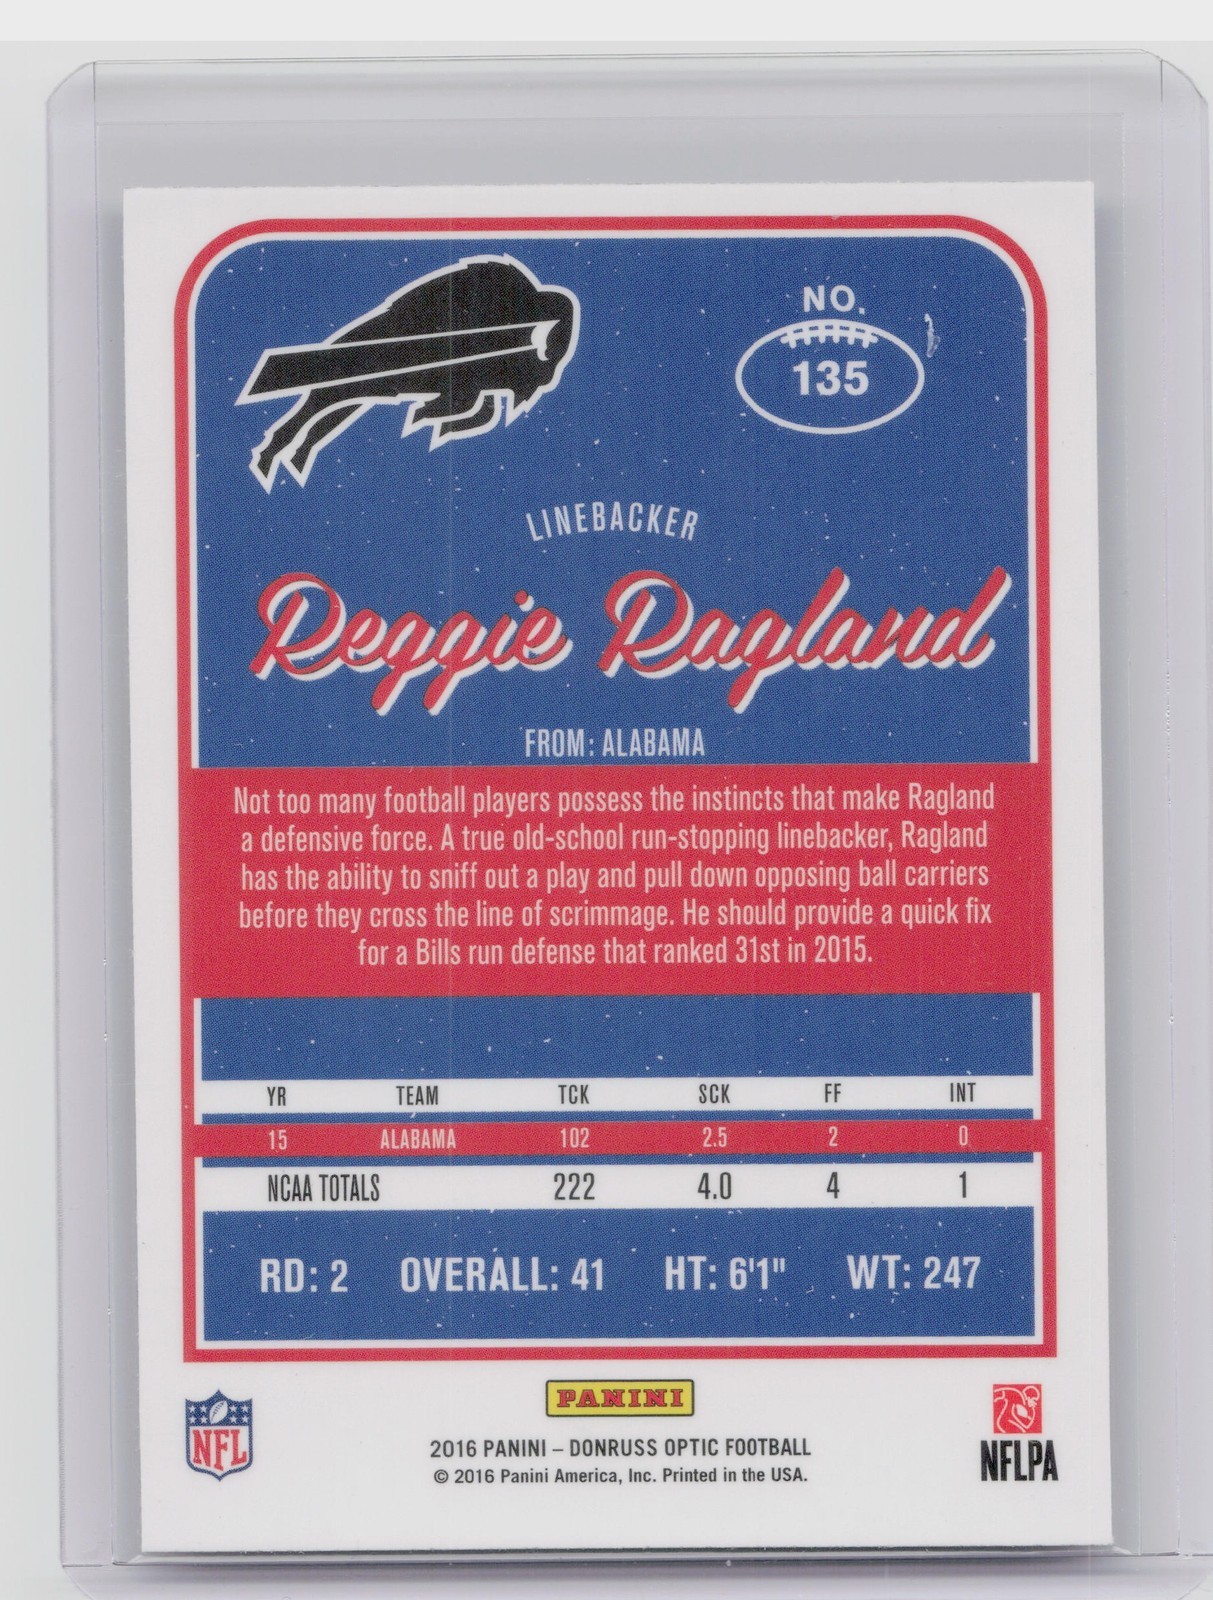 NO.
135
LINEBACKER
Reggie Ragland
FROM: ALABAMA
Not too many football players possess the instincts that make Ragland
a defensive force. A true old-school run-stopping linebacker, Ragland
has the ability to sniff out a play and pull down opposing ball carriers
before they cross the line of scrimmage. He should provide a quick fix
for a Bills run defense that ranked 31st in 2015.
YR TEAM TCK SCK FF INT
15 ALABAMA 102 2.5 2 0
NCAA TOTALS 222 4.0 4 1
RD: 2 OVERALL: 41 HT: 6'1" WT: 247
NFL
PANINI
2016 PANINI – DONRUSS OPTIC FOOTBALL
© 2016 Panini America, Inc. Printed in the USA.
NFLPA